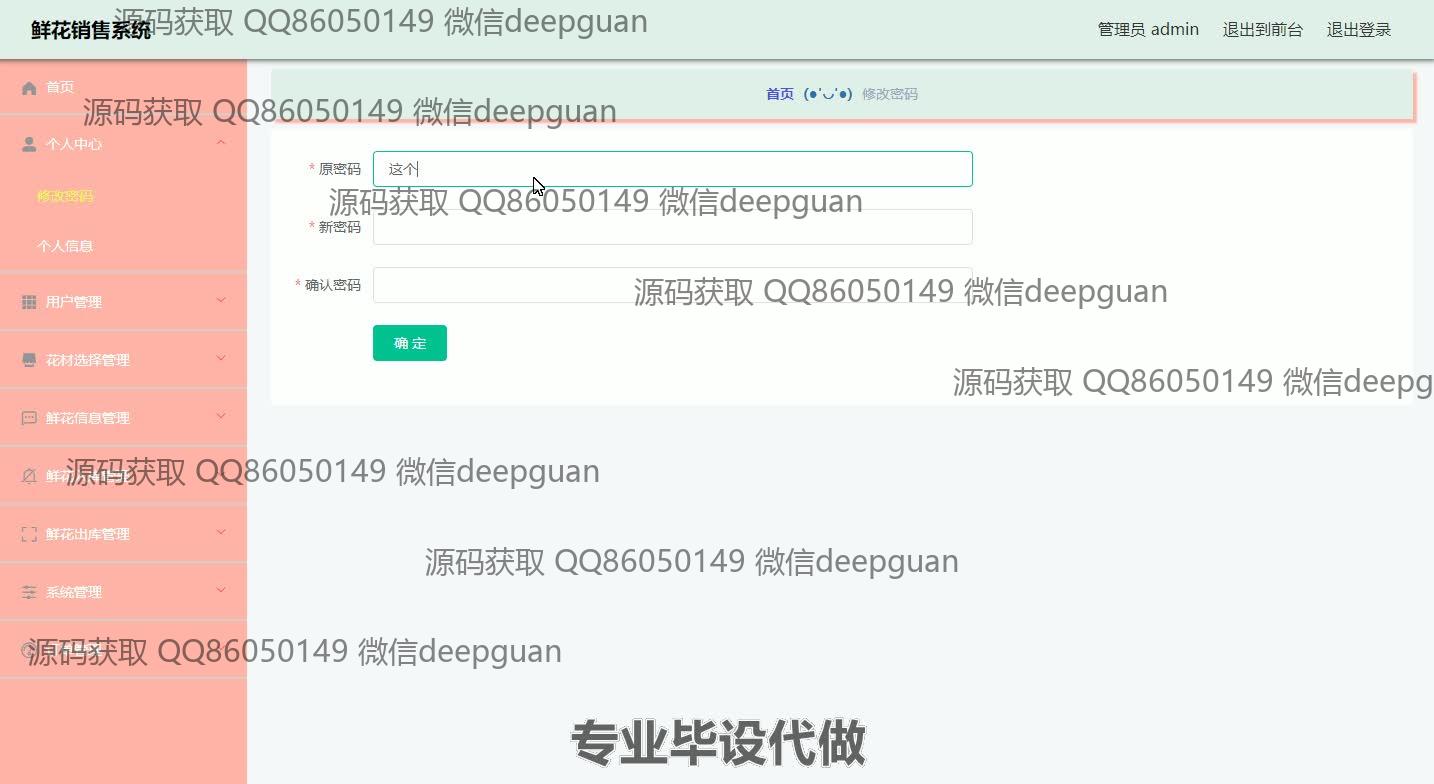 鲜花销售系统
源码获取 QQ86050149 微信deepguan
管理员 admin
退出到前台
退出登录
首页
首页 (●'◡'●) 修改密码
源码获取 QQ86050149 微信deepguan
个人中心
* 原密码
这个
修改密码
源码获取 QQ86050149 微信deepguan
* 新密码
个人信息
* 确认密码
源码获取 QQ86050149 微信deepguan
用户管理
确定
花材选择管理
源码获取 QQ86050149 微信deepg
鲜花信息管理
源码获取 QQ86050149 微信deepguan
鲜花出库管理
源码获取 QQ86050149 微信deepguan
系统管理
源码获取 QQ86050149 微信deepguan
专业毕设代做